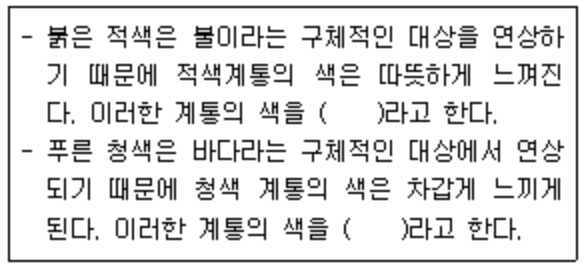 - 붉은 적색은 불이라는 구체적인 대상을 연상하
기 때문에 적색계통의 색은 따뜻하게 느껴진
다. 이러한 계통의 색을 (    )라고 한다.
- 푸른 청색은 바다라는 구체적인 대상에서 연상
되기 때문에 청색 계통의 색은 차갑게 느끼게
된다. 이러한 계통의 색을 (    )라고 한다.